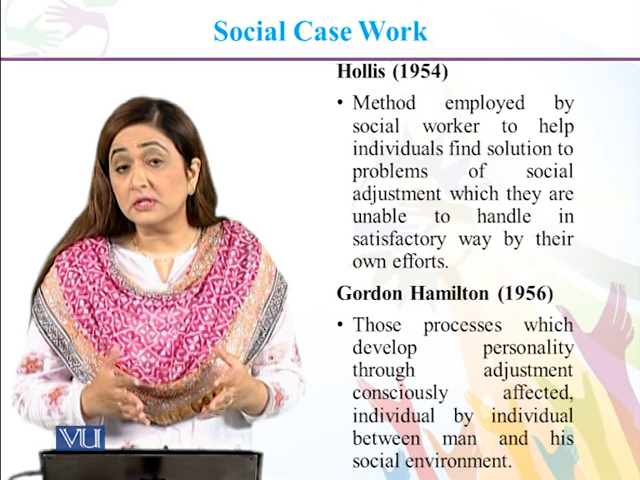 Social Case Work
Hollis (1954)
• Method employed by
social worker to help
individuals find solution to
problems of social
adjustment which they are
unable to handle in
satisfactory way by their
own efforts.
Gordon Hamilton (1956)
• Those processes which
develop personality
through adjustment
consciously affected,
individual by individual
between man and his
social environment.
VU